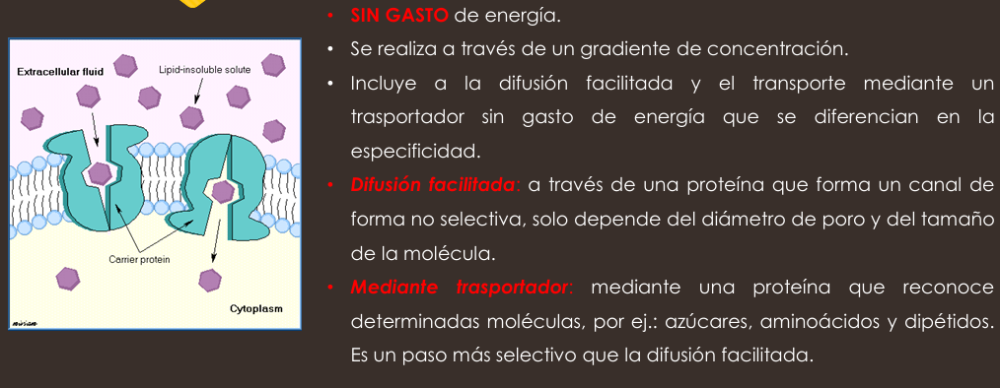 SIN GASTO de energía.
Se realiza a través de un gradiente de concentración.
Incluye a la difusión facilitada y el transporte mediante un
trasportador sin gasto de energía que se diferencian en la
especificidad.
Difusión facilitada: a través de una proteína que forma un canal de
forma no selectiva, solo depende del diámetro de poro y del tamaño
de la molécula.
Mediante trasportador: mediante una proteína que reconoce
determinadas moléculas, por ej.: azúcares, aminoácidos y dipétidos.
Es un paso más selectivo que la difusión facilitada.
Extracellular fluid
Lipid-insoluble solute
Carrier protein
Cytoplasm